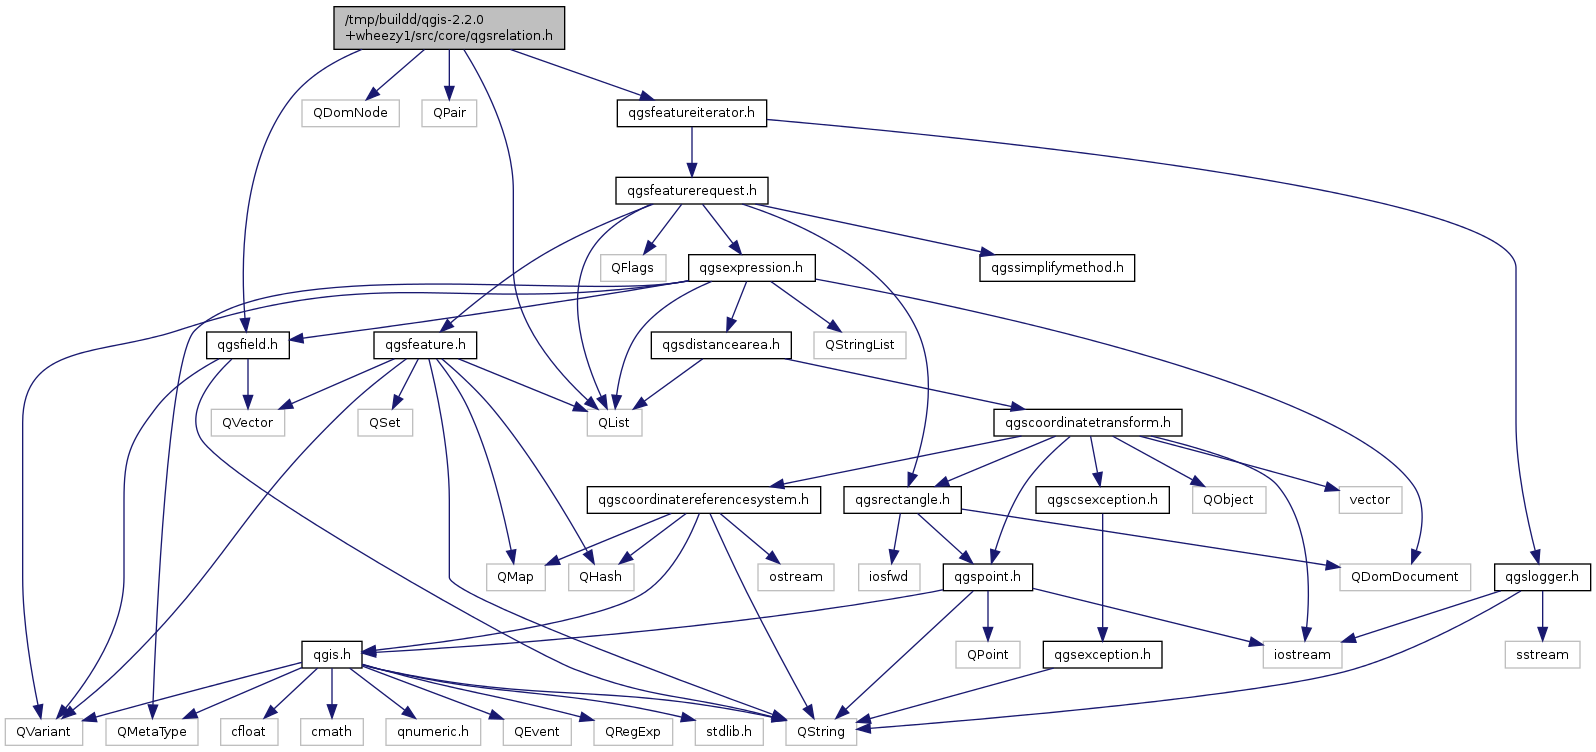 /tmp/buildd/qgis-2.2.0
+wheezy1/src/core/qgsrelation.h
QDomNode
QPair
qgsfeatureiterator.h
qgsfeaturerequest.h
QFlags
qgsexpression.h
qgssimplifymethod.h
qgsfield.h
qgsfeature.h
qgsdistancearea.h
QStringList
QVector
QSet
QList
qgscoordinatetransform.h
qgscoordinatereferencesystem.h
qgsrectangle.h
qgscsexception.h
QObject
vector
QMap
QHash
ostream
iosfwd
qgspoint.h
QDomDocument
qgslogger.h
qgis.h
QPoint
qgsexception.h
iostream
sstream
QVariant
QMetaType
cfloat
cmath
qnumeric.h
QEvent
QRegExp
stdlib.h
QString